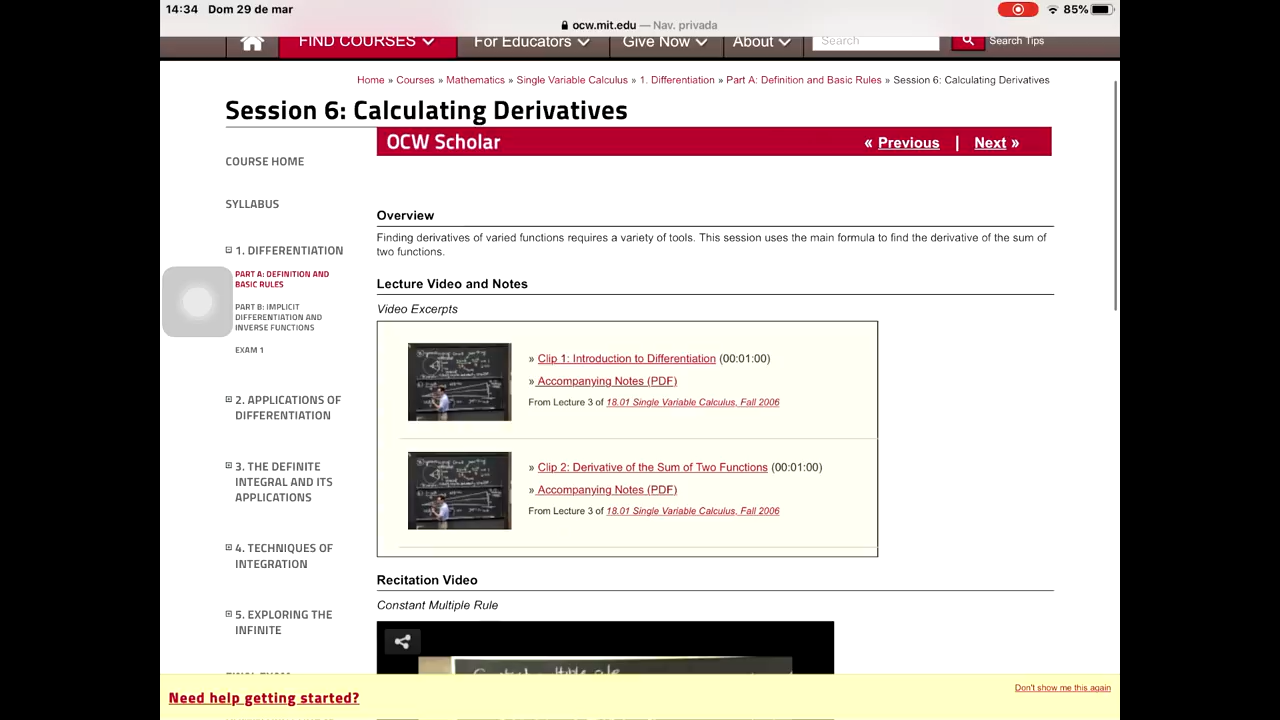 14:34 Dom 29 de mar
85%
ocw.mit.edu — Nav. privada
FIND COURSES
For Educators
Give Now
About
Search
Search Tips
Home » Courses » Mathematics » Single Variable Calculus » 1. Differentiation » Part A: Definition and Basic Rules » Session 6: Calculating Derivatives
Session 6: Calculating Derivatives
OCW Scholar
« Previous | Next »
COURSE HOME
SYLLABUS
1. DIFFERENTIATION
PART A: DEFINITION AND
BASIC RULES
PART B: IMPLICIT
DIFFERENTIATION AND
INVERSE FUNCTIONS
EXAM 1
2. APPLICATIONS OF
DIFFERENTIATION
3. THE DEFINITE
INTEGRAL AND ITS
APPLICATIONS
4. TECHNIQUES OF
INTEGRATION
5. EXPLORING THE
INFINITE
Overview
Finding derivatives of varied functions requires a variety of tools. This session uses the main formula to find the derivative of the sum of
two functions.
Lecture Video and Notes
Video Excerpts
» Clip 1: Introduction to Differentiation (00:01:00)
» Accompanying Notes (PDF)
From Lecture 3 of 18.01 Single Variable Calculus, Fall 2006
» Clip 2: Derivative of the Sum of Two Functions (00:01:00)
» Accompanying Notes (PDF)
From Lecture 3 of 18.01 Single Variable Calculus, Fall 2006
Recitation Video
Constant Multiple Rule
Need help getting started?
Don't show me this again